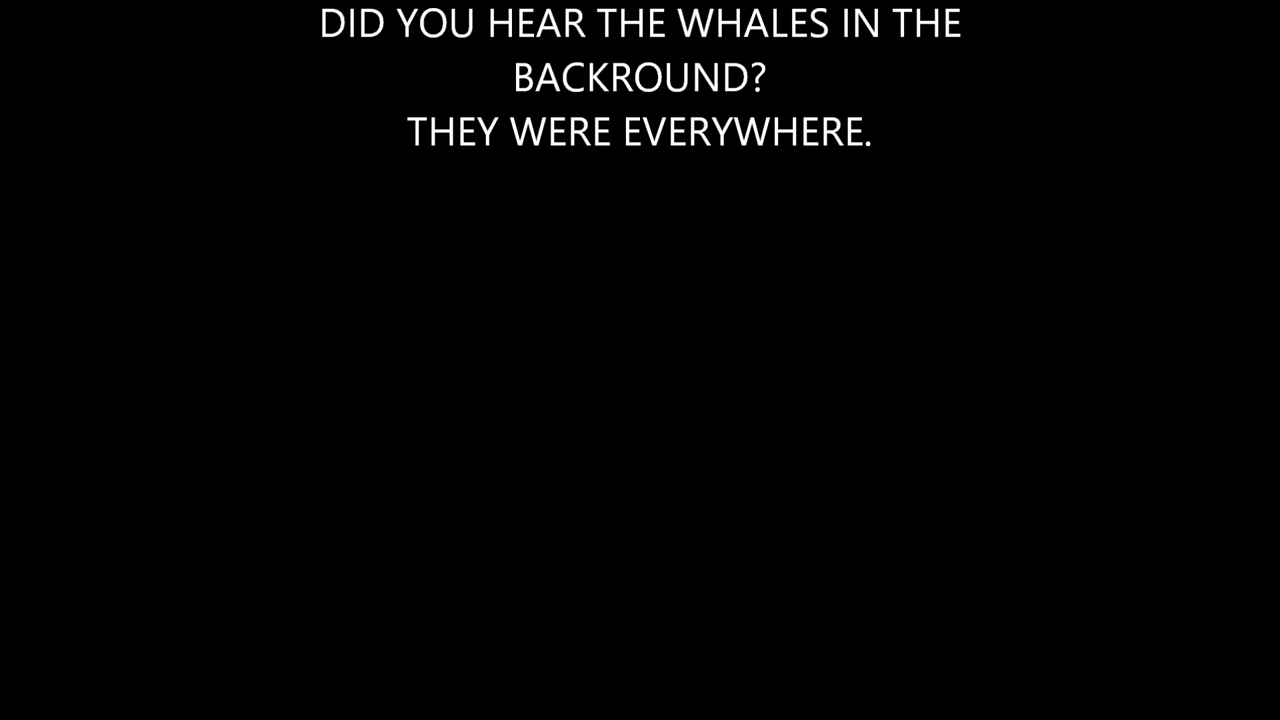 DID YOU HEAR THE WHALES IN THE
BACKROUND?
THEY WERE EVERYWHERE.